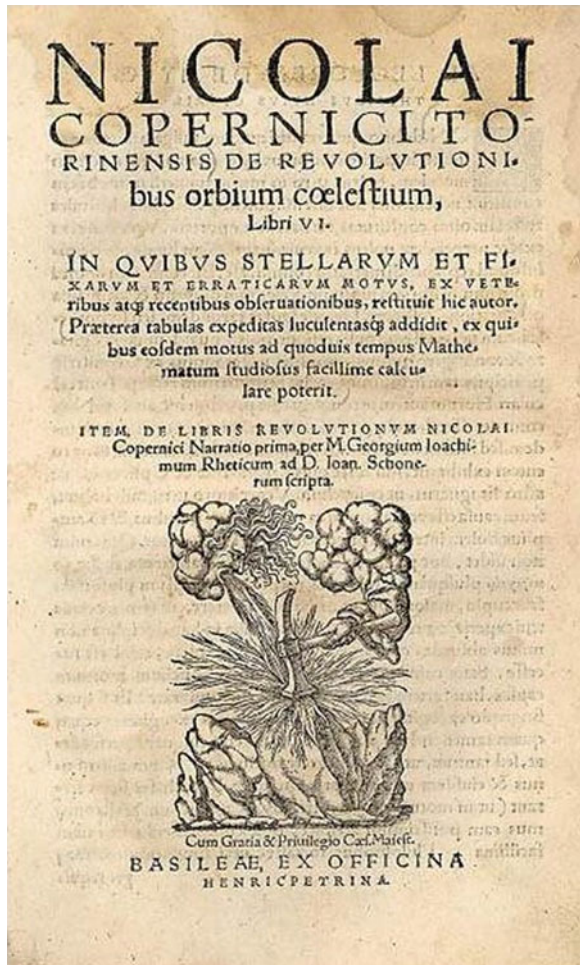 NICOLAI
COPERNICI TO-
RINENSIS DE REVOLVTIONI-
bus orbium cœlestium,
Libri VI.
IN QVIBVS STELLARVM ET FI-
XARVM ET ERRATICARVM MOTVS, EX VETE-
ribus atq; recentibus obseruationibus, restituit hic autor.
(Præterea tabulas expeditas luculentasq; addidit, ex qui-
bus eosdem motus ad quoduis tempus Mathe-
matum studiosus facillime calcu-
lare poterit.)
ITEM, DE LIBRIS REVOLVTIONVM NICOLAI
Copernici Narratio prima, per M. Georgium Ioachi-
mum Rheticum ad D. Ioan. Schone-
rum scripta.
Cum Gratia & Priuilegio Cæs. Maiest.
BASILEAE, EX OFFICINA
HENRICPETRINA.